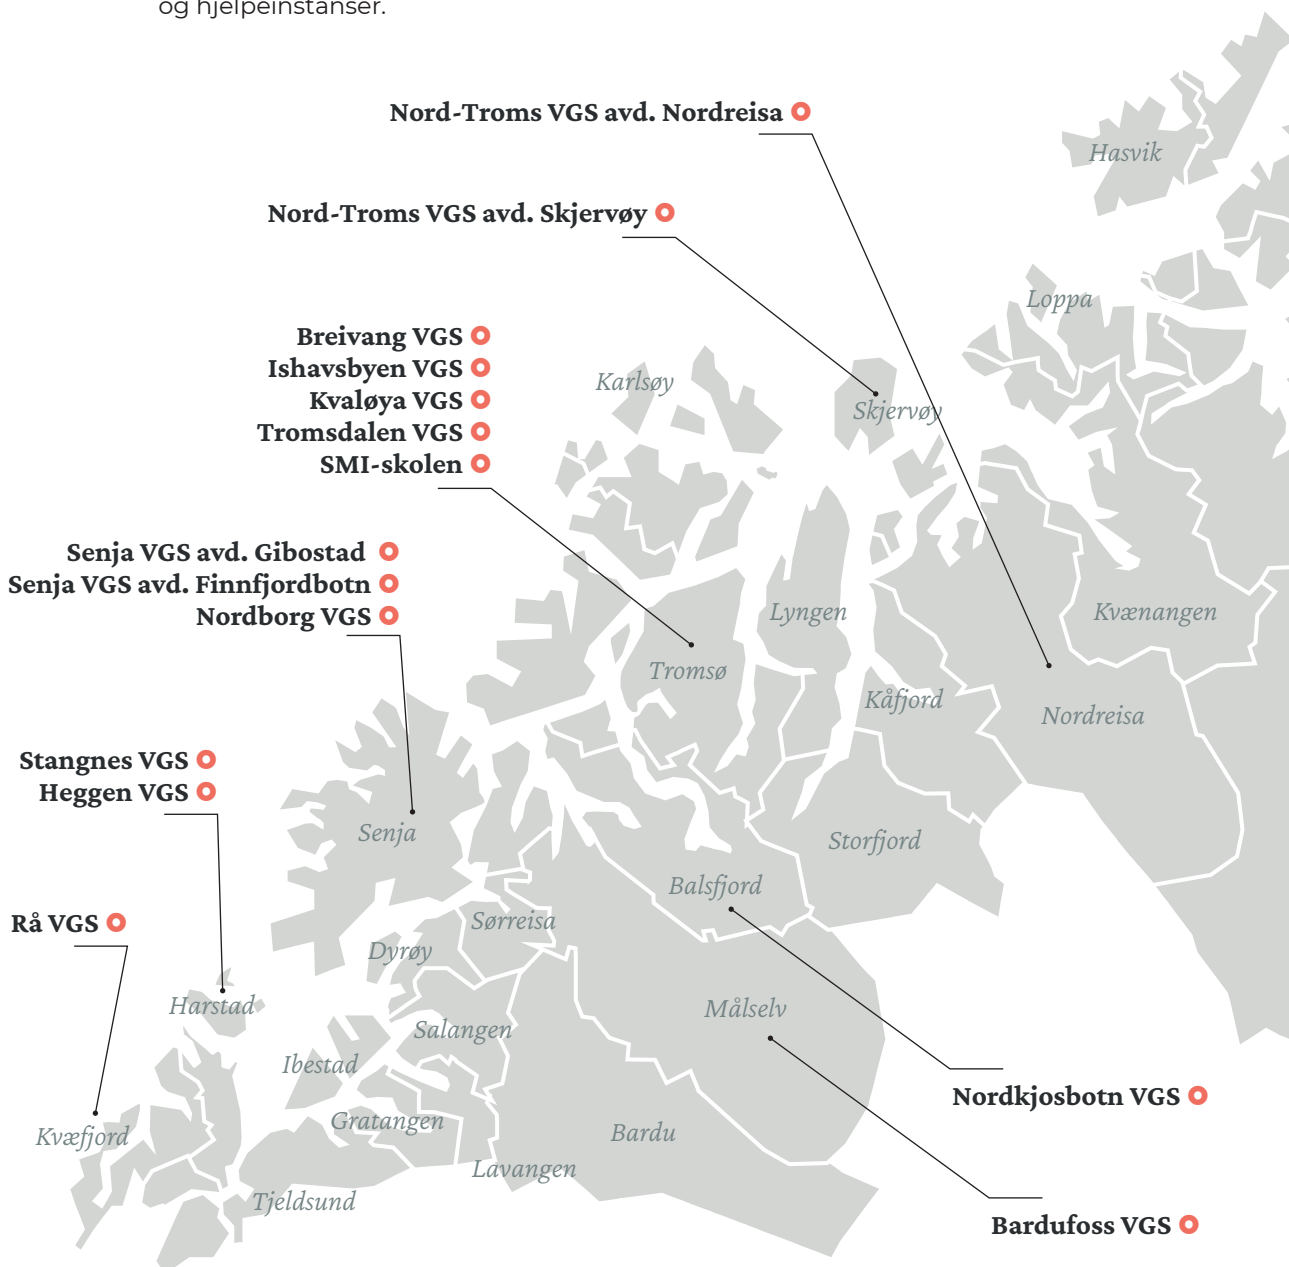 og hjelpeinstanser.
Nord-Troms VGS avd. Nordreisa
Hasvik
Nord-Troms VGS avd. Skjervøy
Loppa
Breivang VGS
Ishavsbyen VGS
Kvaløya VGS
Tromsdalen VGS
SMI-skolen
Karlsøy
Skjervøy
Senja VGS avd. Gibostad
Senja VGS avd. Finnfjordbotn
Nordborg VGS
Lyngen
Kvænangen
Tromsø
Kåfjord
Nordreisa
Stangnes VGS
Heggen VGS
Senja
Storfjord
Balsfjord
Rå VGS
Sørreisa
Dyrøy
Harstad
Målselv
Salangen
Ibestad
Nordkjosbotn VGS
Gratangen
Kvæfjord
Bardu
Lavangen
Tjeldsund
Bardufoss VGS